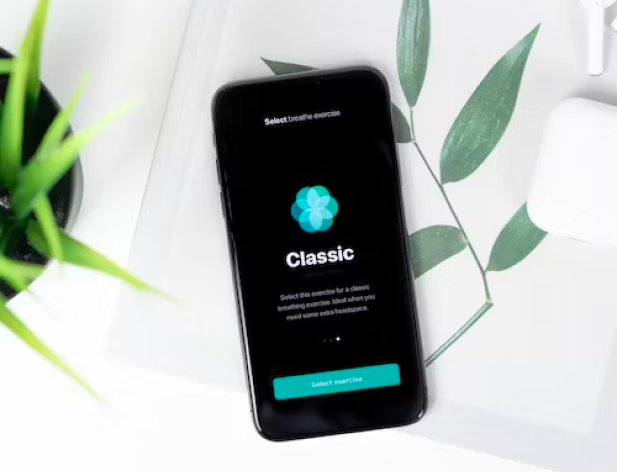 Select breathe exercise
Classic
Select this exercise for a classic
breathing exercise. Ideal when you
need some extra headspace.
Select exercise